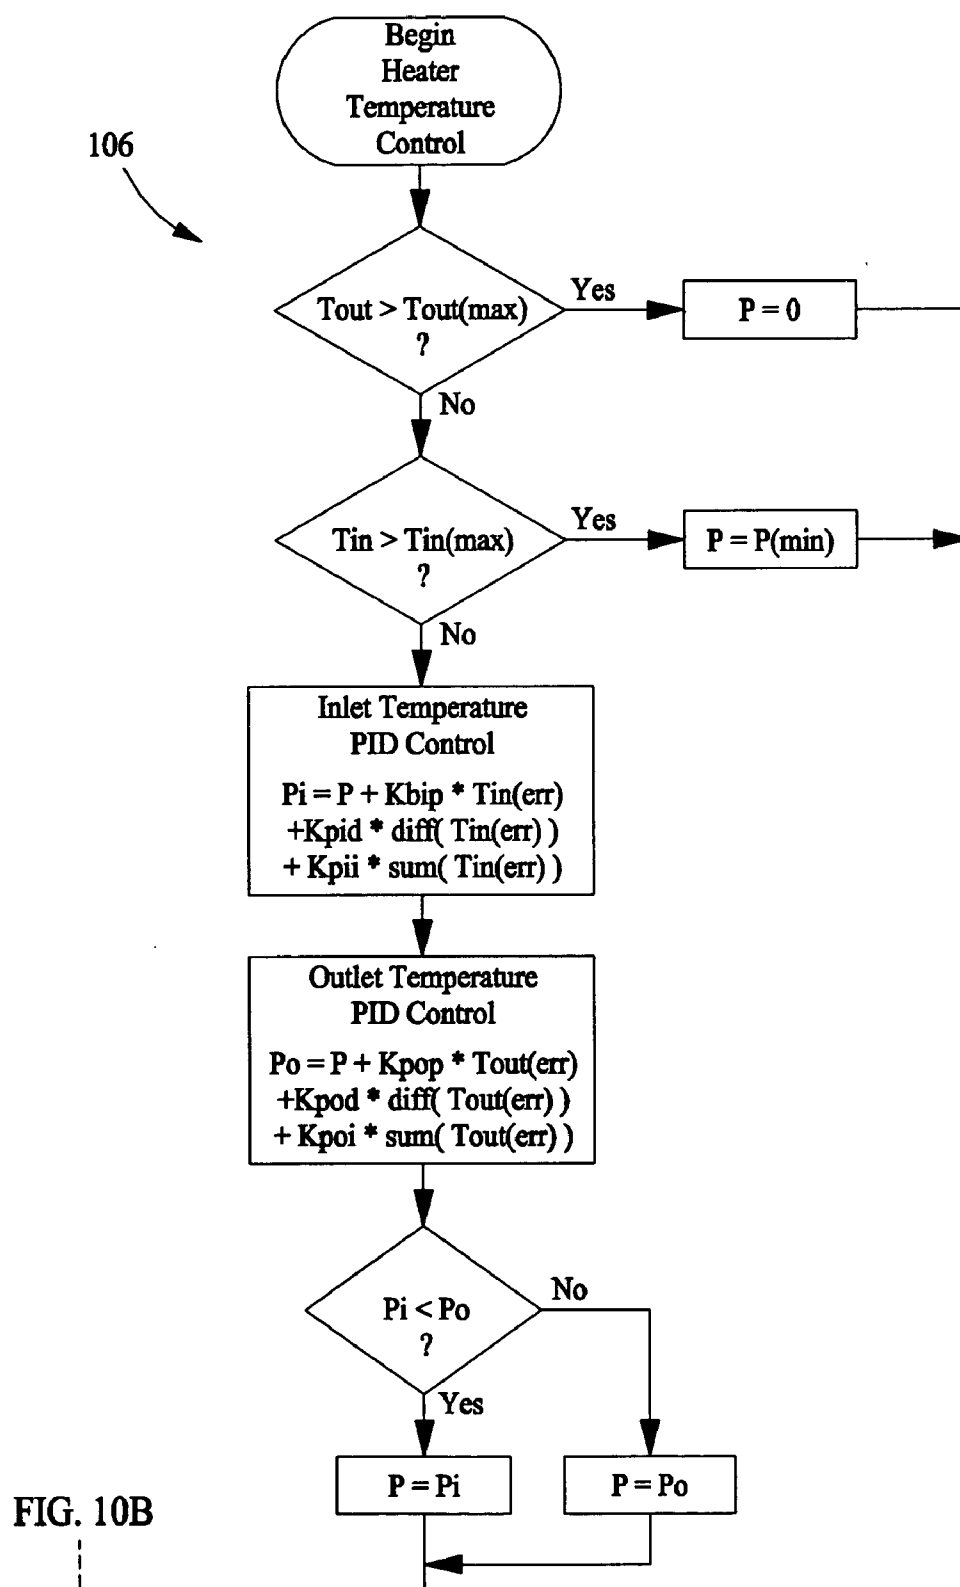 Begin
Heater
Temperature
Control
106
Tout > Tout(max)
?
Yes
P = 0
No
Tin > Tin(max)
?
Yes
P = P(min)
No
Inlet Temperature
PID Control
Pi = P + Kbip * Tin(err)
+Kpid * diff( Tin(err) )
+ Kpii * sum( Tin(err) )
Outlet Temperature
PID Control
Po = P + Kpop * Tout(err)
+Kpod * diff( Tout(err) )
+ Kpoi * sum( Tout(err) )
Pi < Po
?
No
Yes
P = Pi
P = Po
FIG. 10B